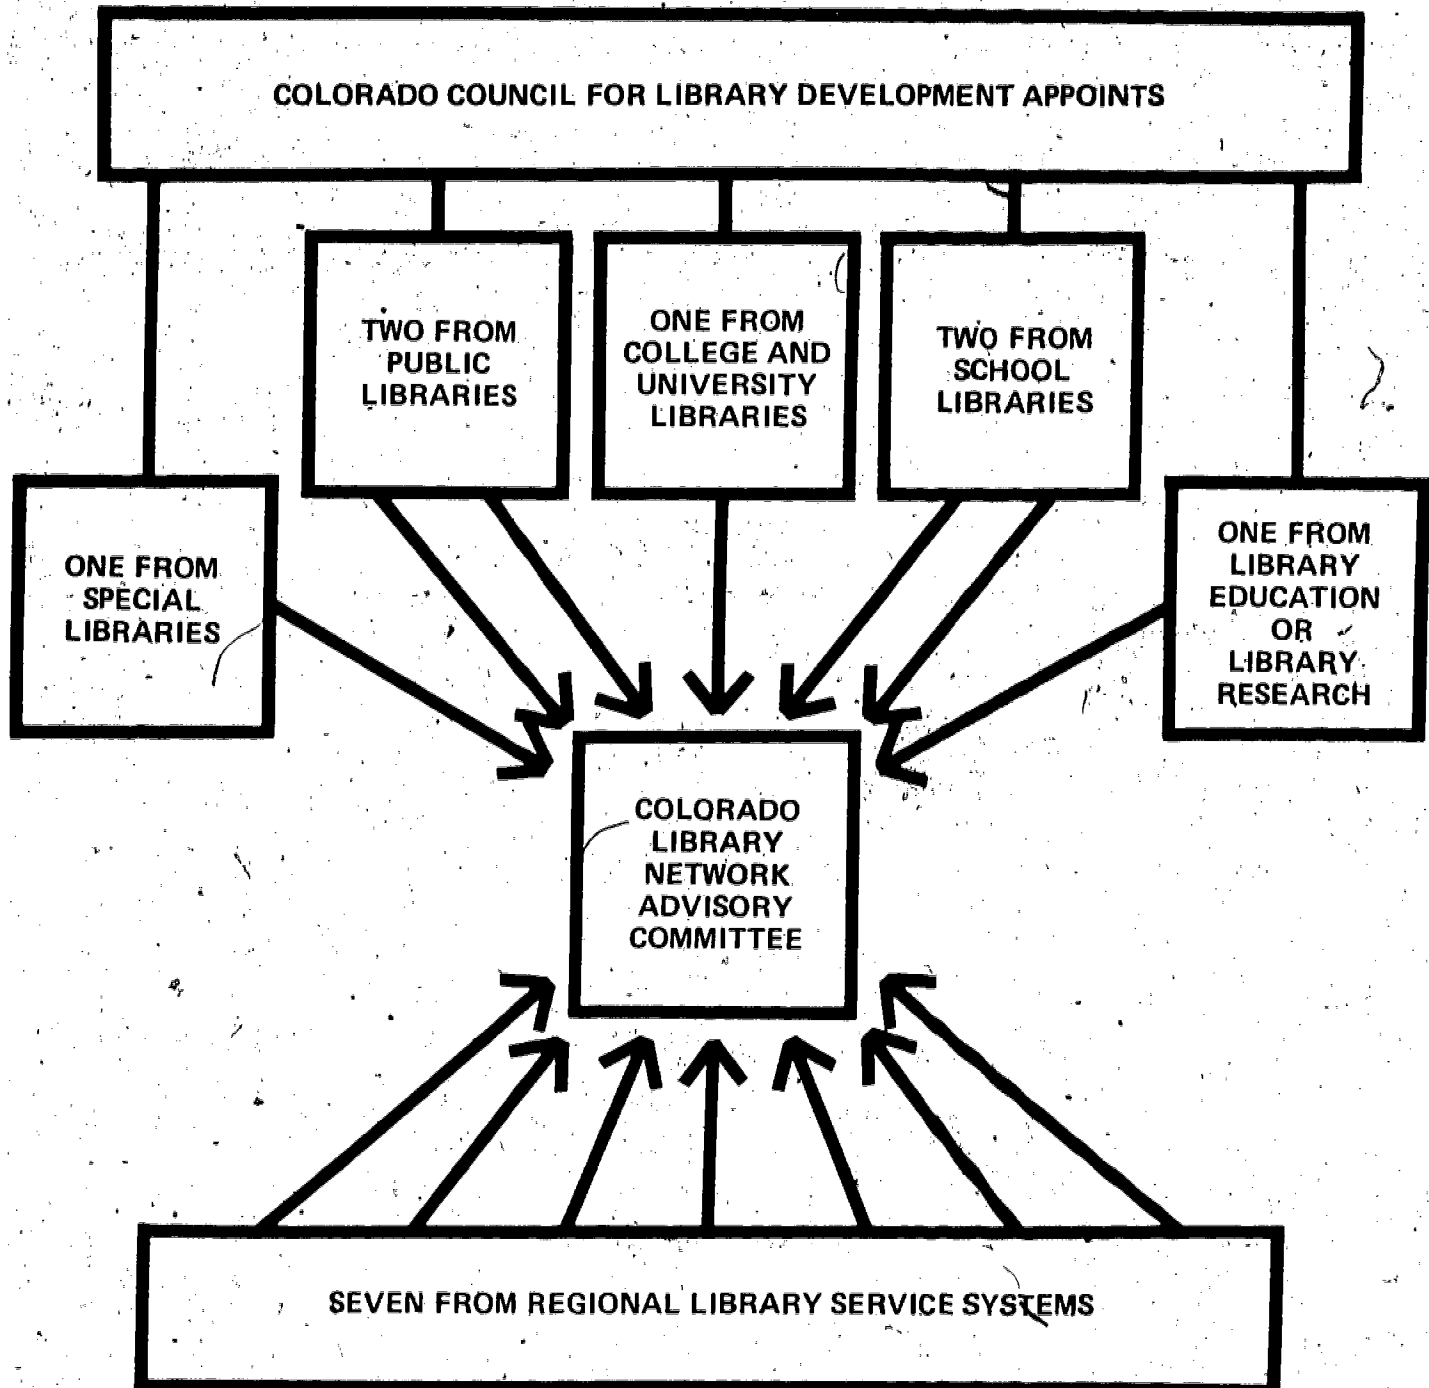 COLORADO COUNCIL FOR LIBRARY DEVELOPMENT APPOINTS
TWO FROM
PUBLIC
LIBRARIES
ONE FROM
COLLEGE AND
UNIVERSITY
LIBRARIES
TWO FROM
SCHOOL
LIBRARIES
ONE FROM
SPECIAL
LIBRARIES
ONE FROM
LIBRARY
EDUCATION
OR
LIBRARY
RESEARCH
COLORADO
LIBRARY
NETWORK
ADVISORY
COMMITTEE
SEVEN FROM REGIONAL LIBRARY SERVICE SYSTEMS